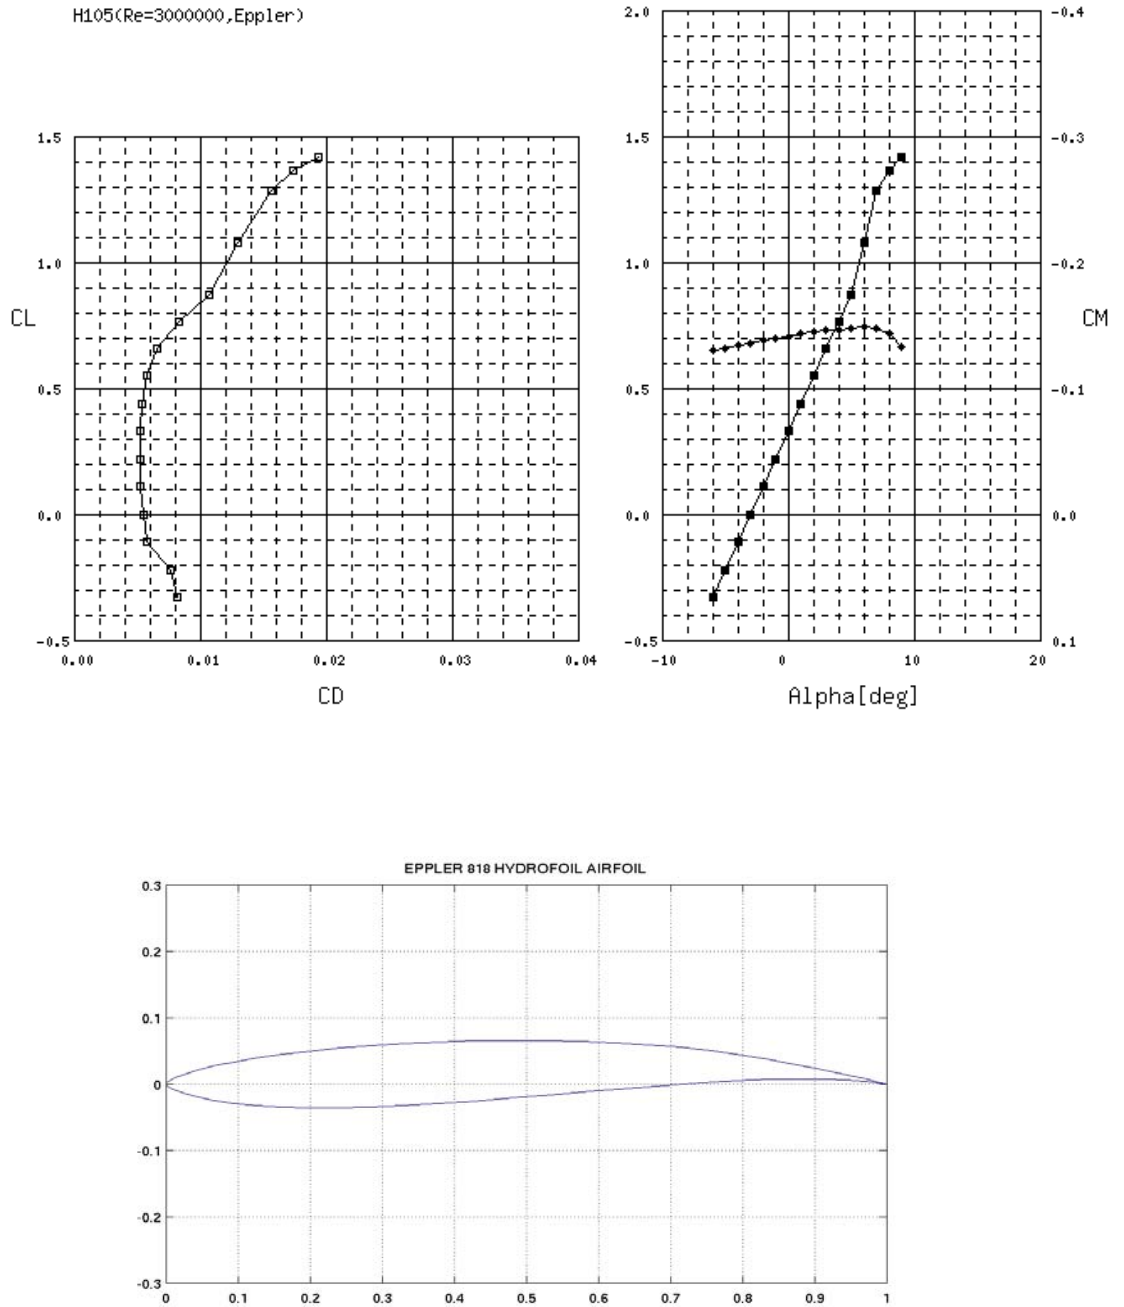 H105(Re=3000000,Eppler)
1.5
1.0
CL
0.5
0.0
-0.5
0.00 0.01 0.02 0.03 0.04
CD
2.0 -0.4
1.5 -0.3
1.0 -0.2
CM
0.5 -0.1
0.0 0.0
-0.5 0.1
-10 0 10 20
Alpha[deg]
EPPLER 818 HYDROFOIL AIRFOIL
0.3
0.2
0.1
0
-0.1
-0.2
-0.3
0 0.1 0.2 0.3 0.4 0.5 0.6 0.7 0.8 0.9 1